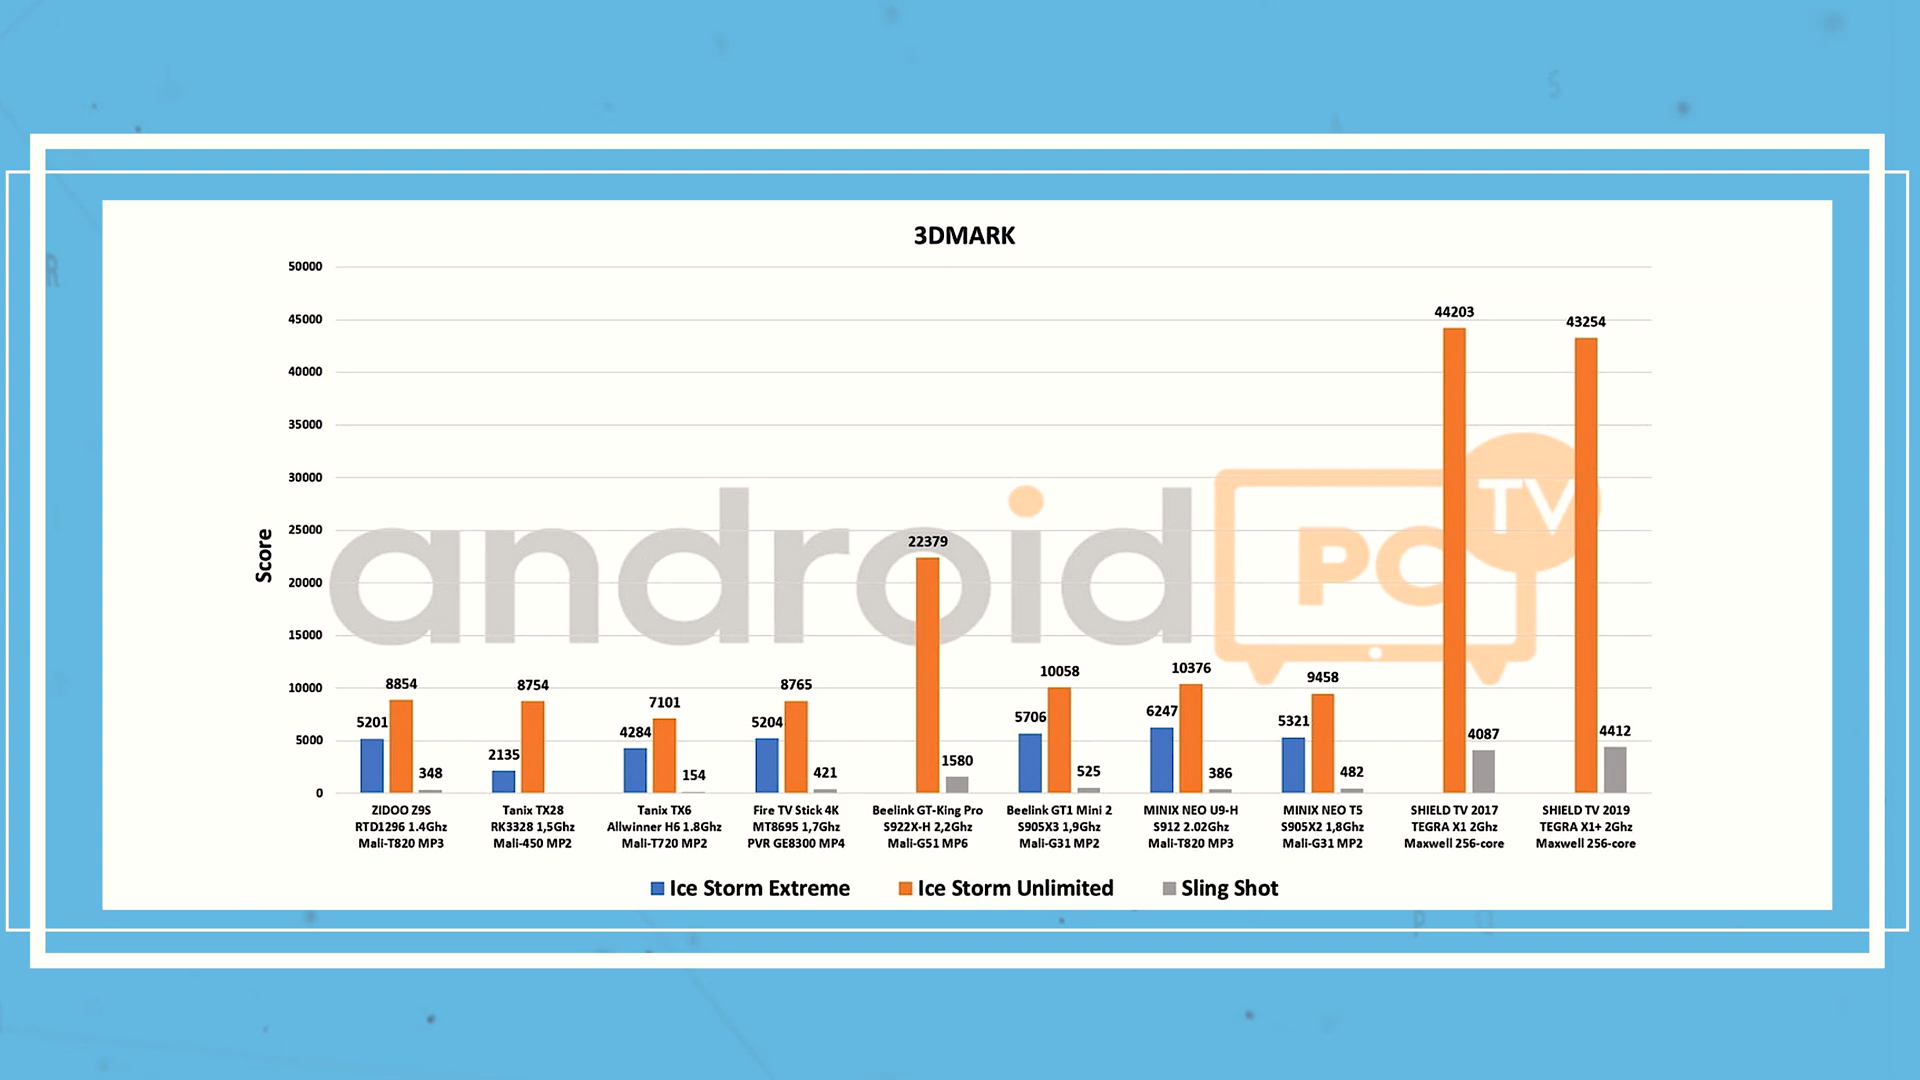 3DMARK
50000
45000
40000
35000
30000
25000
20000
15000
10000
5000
0
Score
android PC TV
5201 8854 348
2135 8754
4284 7101 154
5204 8765 421
22379 1580
5706 10058 525
6247 10376 386
5321 9458 482
44203 4087
43254 4412
ZIDOO Z9S
RTD1296 1.4Ghz
Mali-T820 MP3
Tanix TX28
RK3328 1,5Ghz
Mali-450 MP2
Tanix TX6
Allwinner H6 1.8Ghz
Mali-T720 MP2
Fire TV Stick 4K
MT8695 1,7Ghz
PVR GE8300 MP4
Beelink GT-King Pro
S922X-H 2,2Ghz
Mali-G51 MP6
Beelink GT1 Mini 2
S905X3 1,9Ghz
Mali-G31 MP2
MINIX NEO U9-H
S912 2.02Ghz
Mali-T820 MP3
MINIX NEO T5
S905X2 1,8Ghz
Mali-G31 MP2
SHIELD TV 2017
TEGRA X1 2Ghz
Maxwell 256-core
SHIELD TV 2019
TEGRA X1+ 2Ghz
Maxwell 256-core
Ice Storm Extreme
Ice Storm Unlimited
Sling Shot